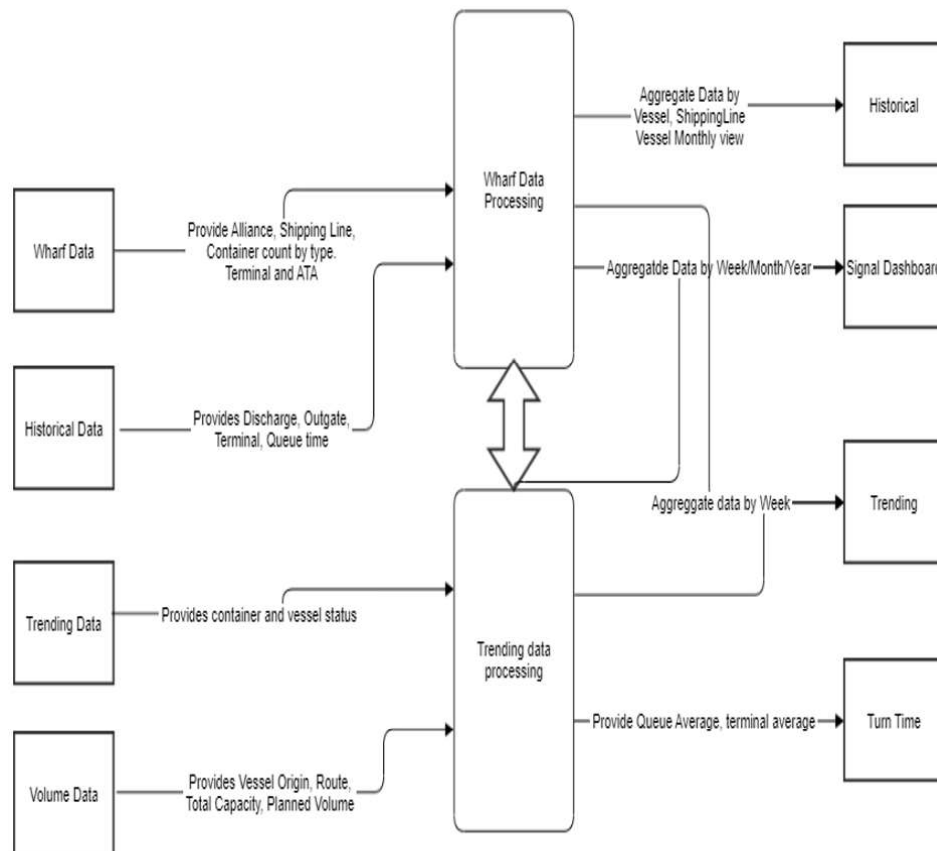 Aggregate Data by
Vessel, ShippingLine
Vessel Monthly view
Historical
Wharf Data
Processing
Wharf Data
Provide Alliance, Shipping Line,
Container count by type.
Terminal and ATA
Aggregatde Data by Week/Month/Year
Signal Dashboard
Historical Data
Provides Discharge, Outgate,
Terminal, Queue time
Aggreggate data by Week
Trending
Trending Data
Provides container and vessel status
Trending data
processing
Provide Queue Average, terminal average
Turn Time
Volume Data
Provides Vessel Origin, Route,
Total Capacity, Planned Volume